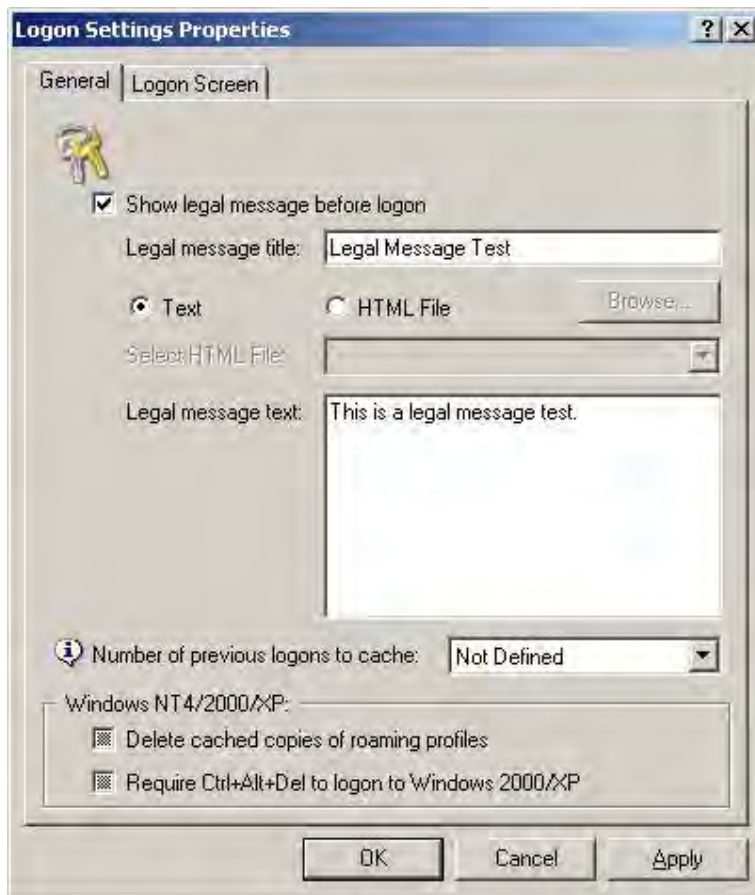 Logon Settings Properties
General
Logon Screen
Show legal message before logon
Legal message title:
Legal Message Test
Text
HTML File
Browse...
Select HTML File:
Legal message text:
This is a legal message test.
Number of previous logons to cache:
Not Defined
Windows NT4/2000/XP:
Delete cached copies of roaming profiles
Require Ctrl+Alt+Del to logon to Windows 2000/XP
OK
Cancel
Apply